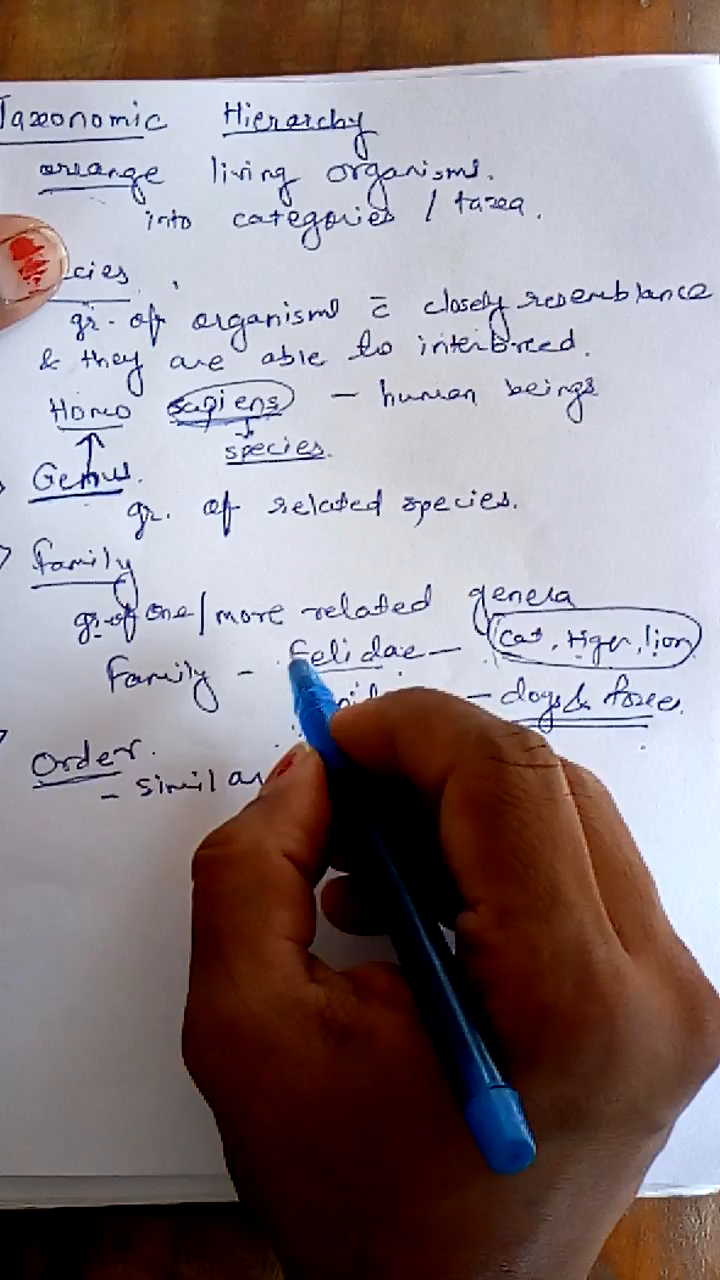 Taxonomic Hierarchy
arrange living organisms.
into categories / taxa.
cies
gr. of organisms c̄ closely resemblance
& they are able to interbreed.
Homo sapiens – human beings
species.
Genus.
gr. of related species.
Family
gr. of one/more related genera
Family - Felidae – cat, tiger, lion
– dogs & foxes.
Order.
- similar